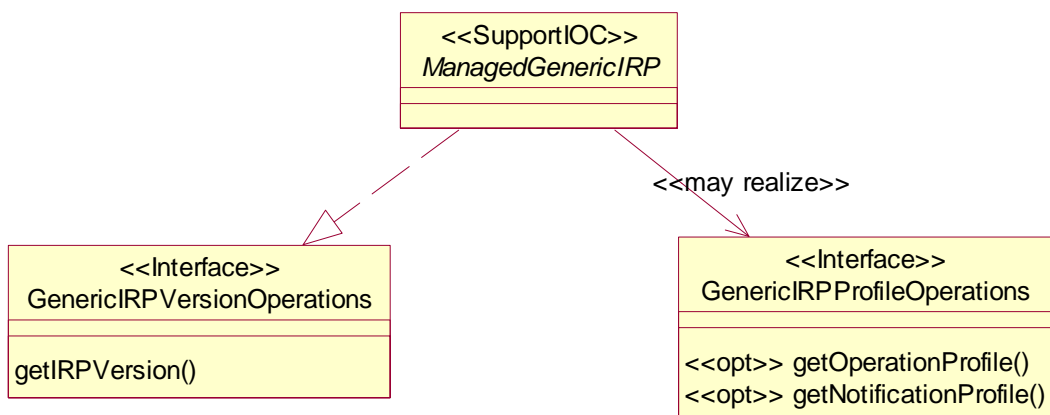 <<SupportIOC>>
ManagedGenericIRP
<<may realize>>
<<Interface>>
GenericIRPVersionOperations
getIRPVersion()
<<Interface>>
GenericIRPProfileOperations
<<opt>> getOperationProfile()
<<opt>> getNotificationProfile()